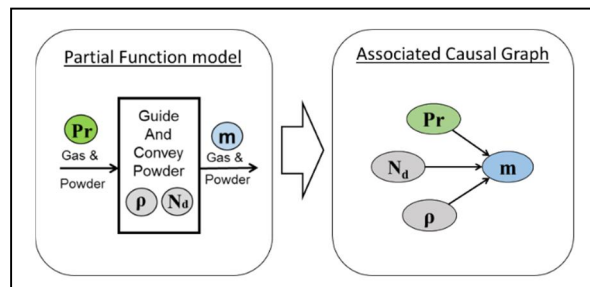 Partial Function model
Pr
Gas &
Powder
Guide
And
Convey
Powder
ρ Nd
m
Gas &
Powder
Associated Causal Graph
Pr
Nd
m
ρ